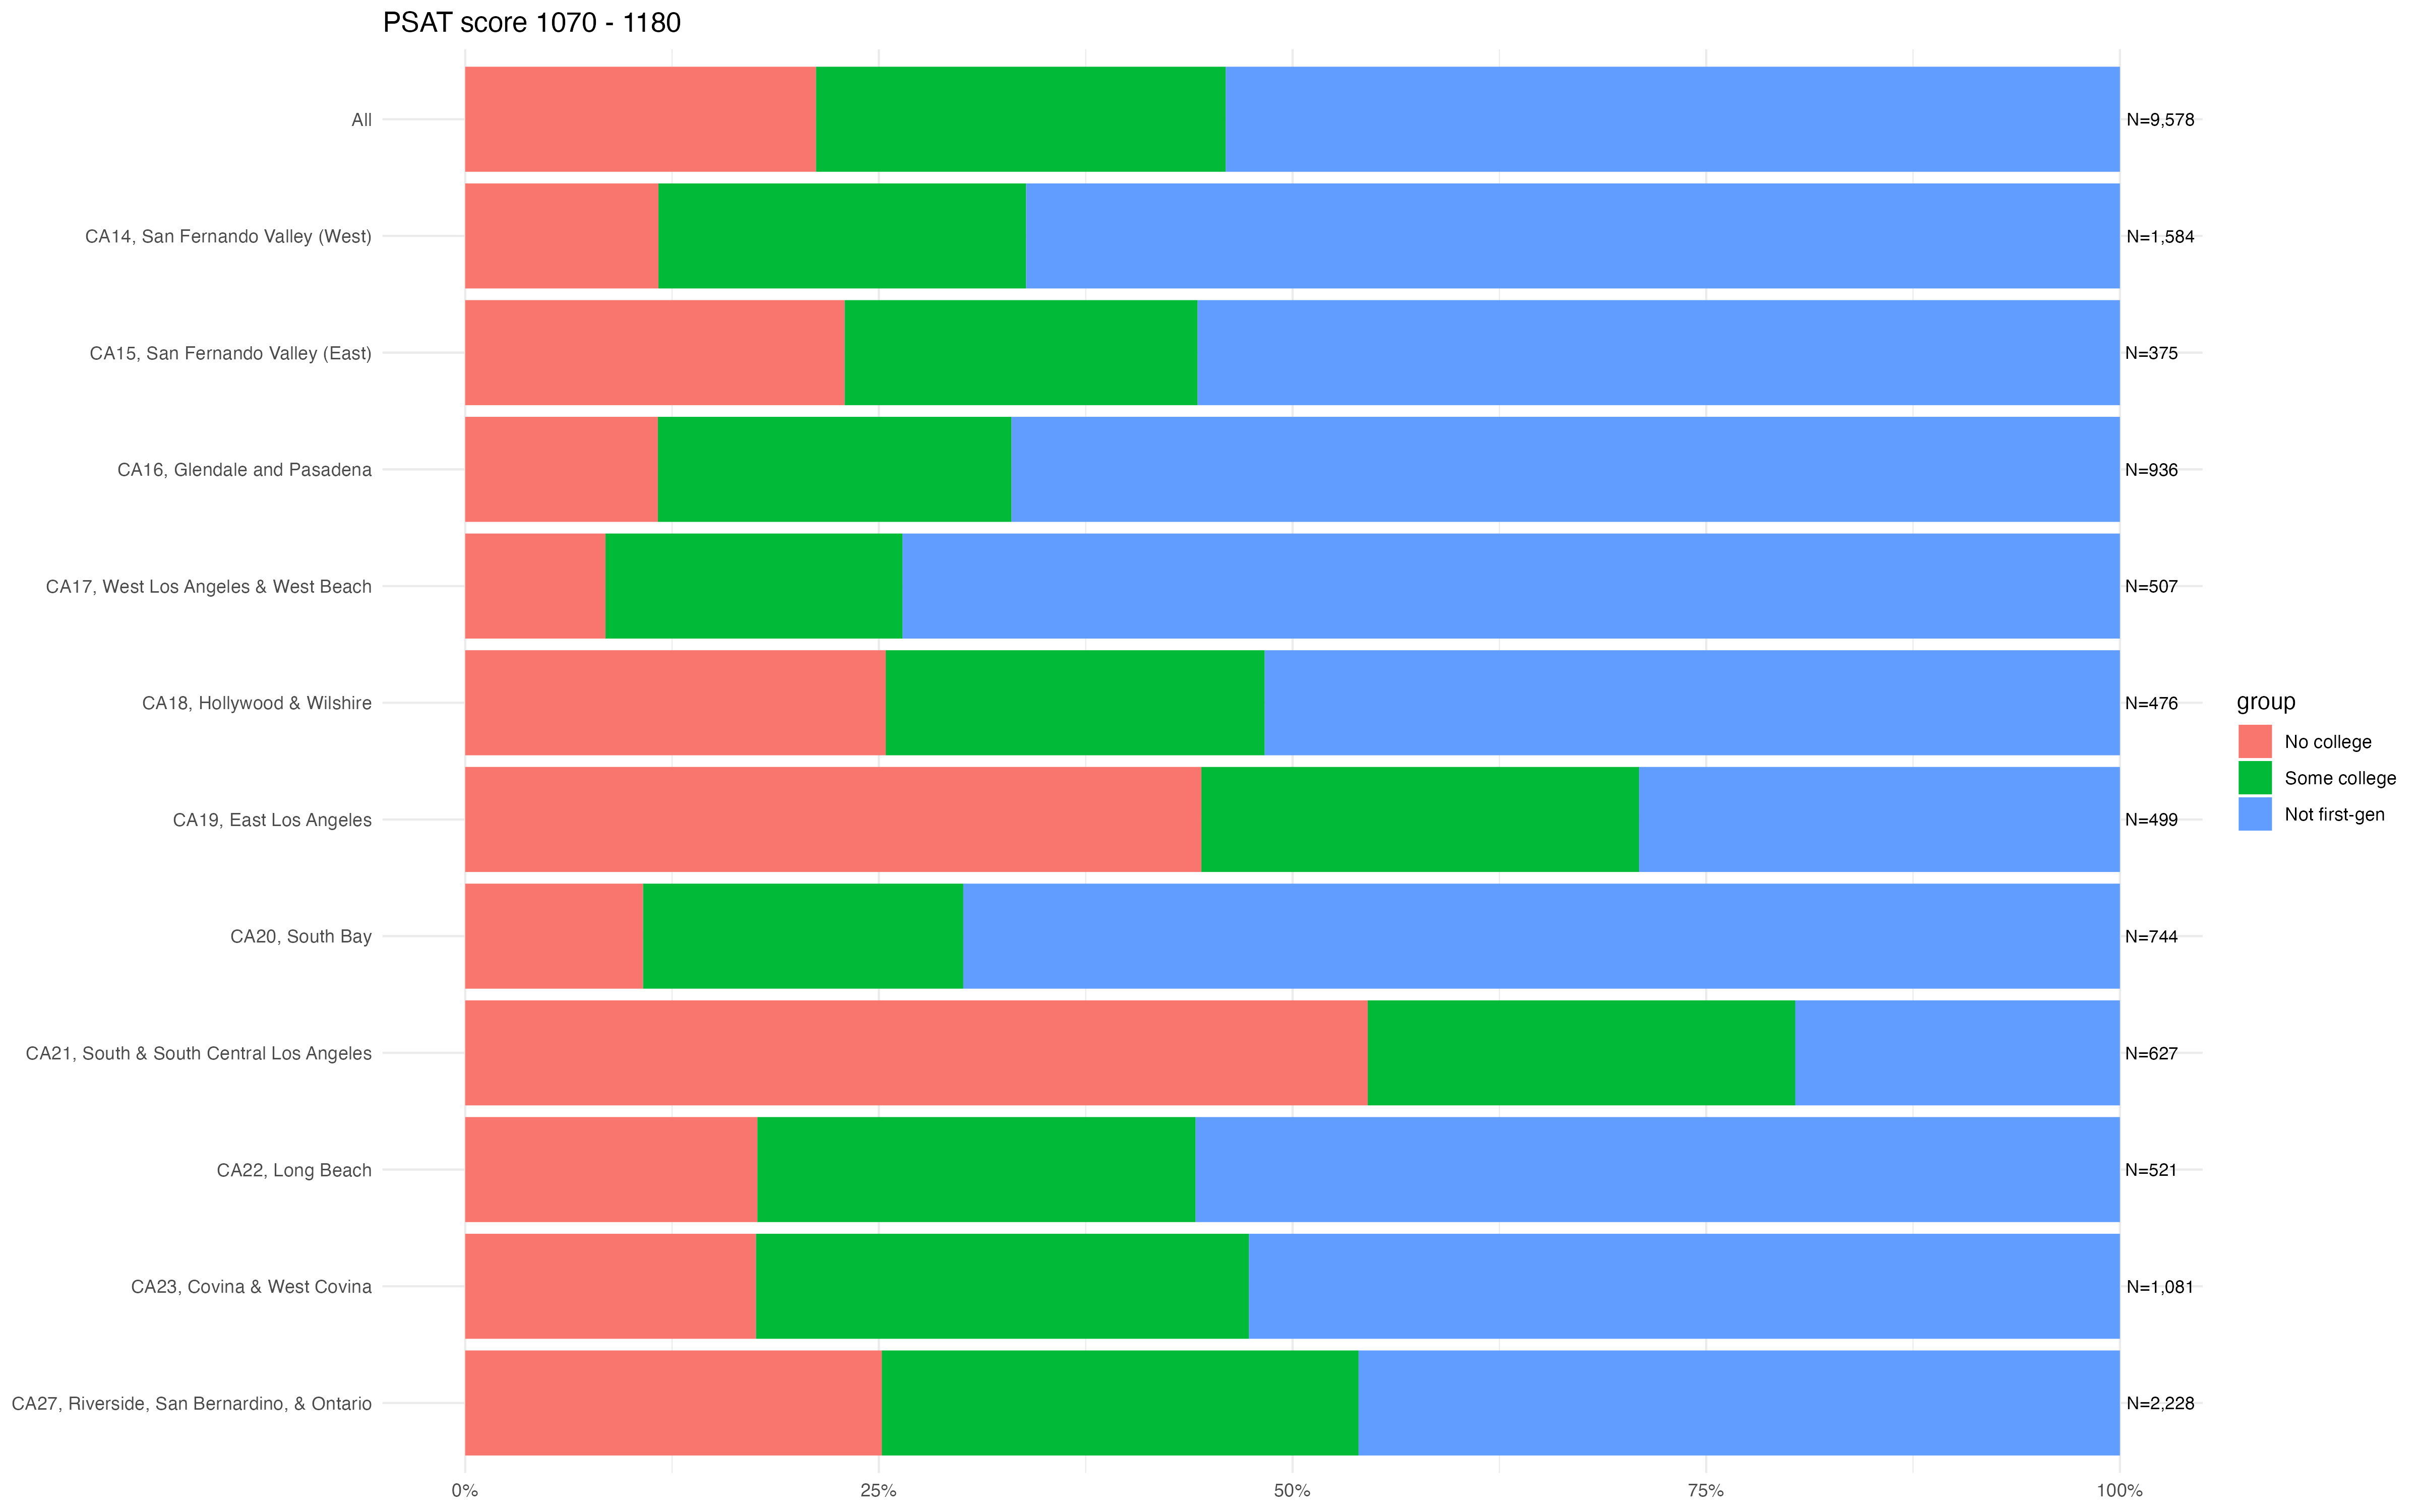 PSAT score 1070 - 1180
All
N=9,578
CA14, San Fernando Valley (West)
N=1,584
CA15, San Fernando Valley (East)
N=375
CA16, Glendale and Pasadena
N=936
CA17, West Los Angeles & West Beach
N=507
CA18, Hollywood & Wilshire
N=476
CA19, East Los Angeles
N=499
CA20, South Bay
N=744
CA21, South & South Central Los Angeles
N=627
CA22, Long Beach
N=521
CA23, Covina & West Covina
N=1,081
CA27, Riverside, San Bernardino, & Ontario
N=2,228
0%
25%
50%
75%
100%
group
No college
Some college
Not first-gen